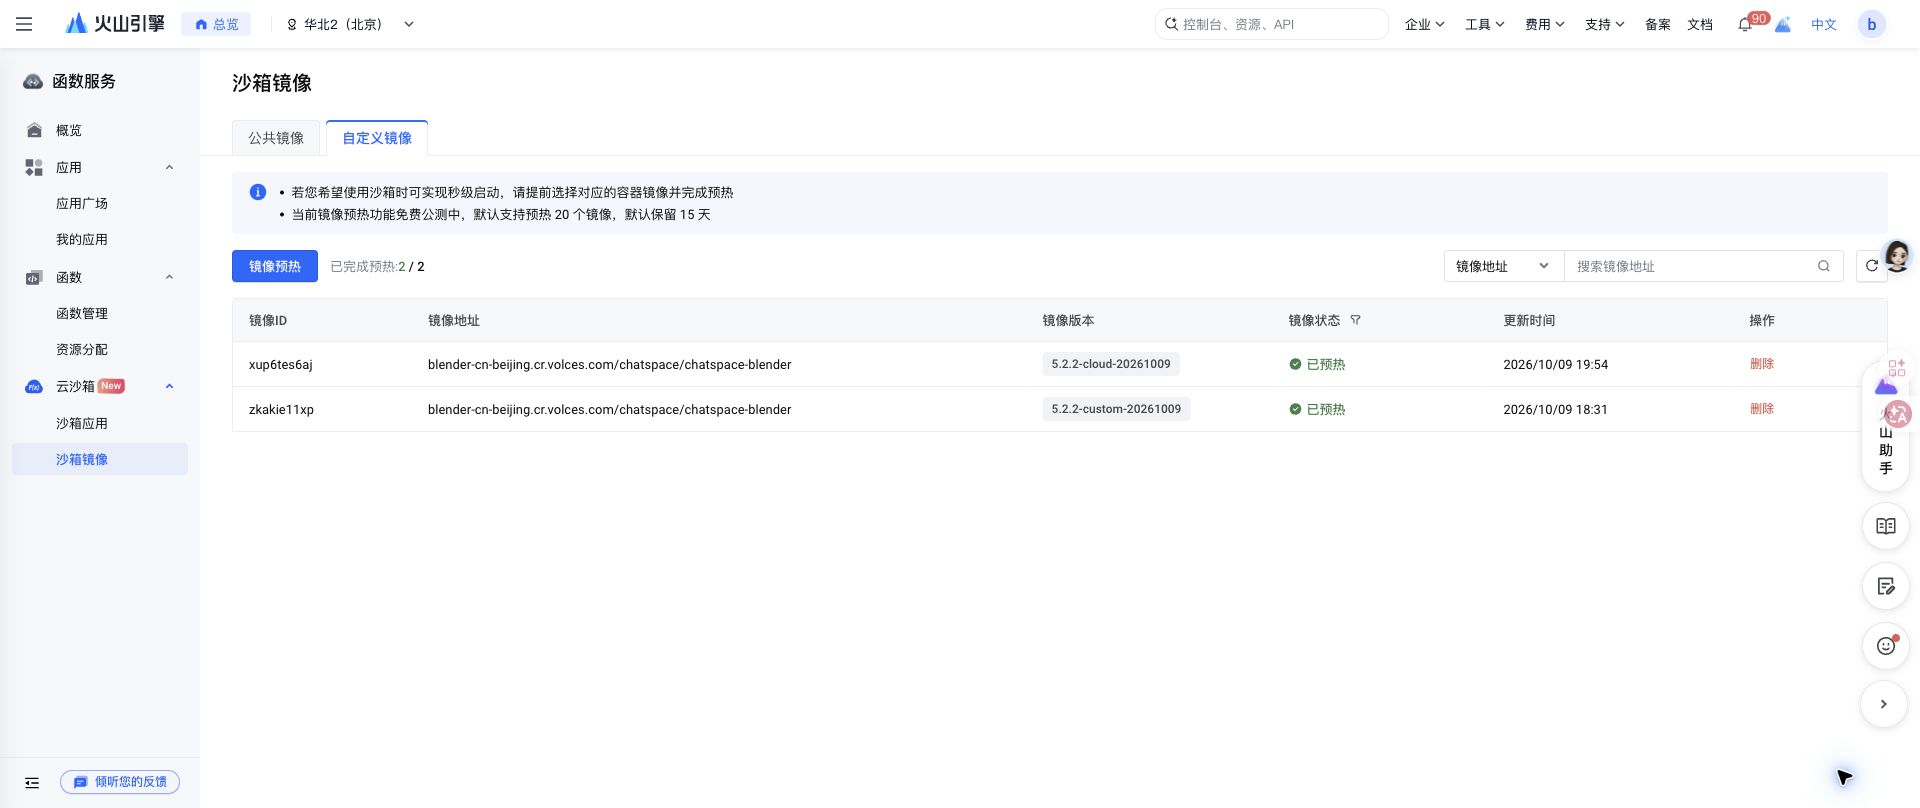 火山引擎
总览
华北2（北京）
控制台、资源、API
企业
工具
费用
支持
备案
文档
90
中文
b
函数服务
概览
应用
应用广场
我的应用
函数
函数管理
资源分配
云沙箱 New
沙箱应用
沙箱镜像
倾听您的反馈
沙箱镜像
公共镜像
自定义镜像
• 若您希望使用沙箱时可实现秒级启动，请提前选择对应的容器镜像并完成预热
• 当前镜像预热功能免费公测中，默认支持预热 20 个镜像，默认保留 15 天
镜像预热
已完成预热:2 / 2
镜像地址
搜索镜像地址
镜像ID 镜像地址 镜像版本 镜像状态 更新时间 操作
xup6tes6aj blender-cn-beijing.cr.volces.com/chatspace/chatspace-blender 5.2.2-cloud-20261009 已预热 2026/10/09 19:54 删除
zkakie11xp blender-cn-beijing.cr.volces.com/chatspace/chatspace-blender 5.2.2-custom-20261009 已预热 2026/10/09 18:31 删除
火山助手